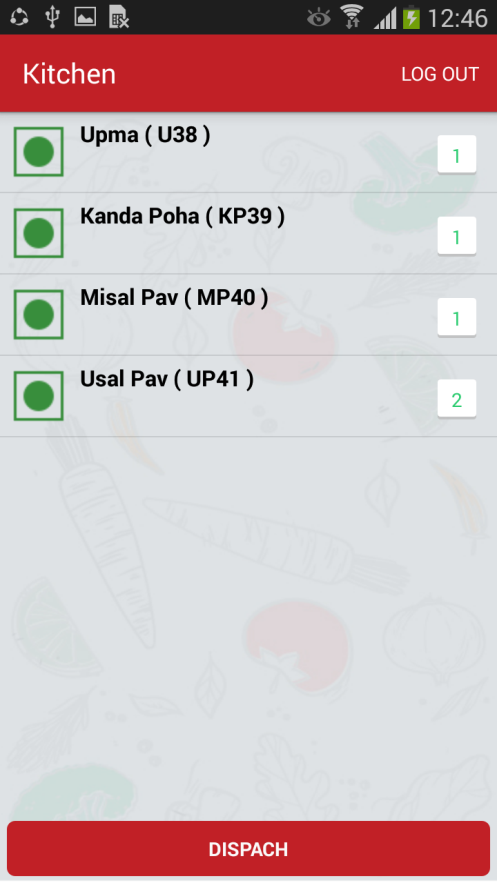 12:46
Kitchen LOG OUT
Upma ( U38 )
1
Kanda Poha ( KP39 )
1
Misal Pav ( MP40 )
1
Usal Pav ( UP41 )
2
DISPACH